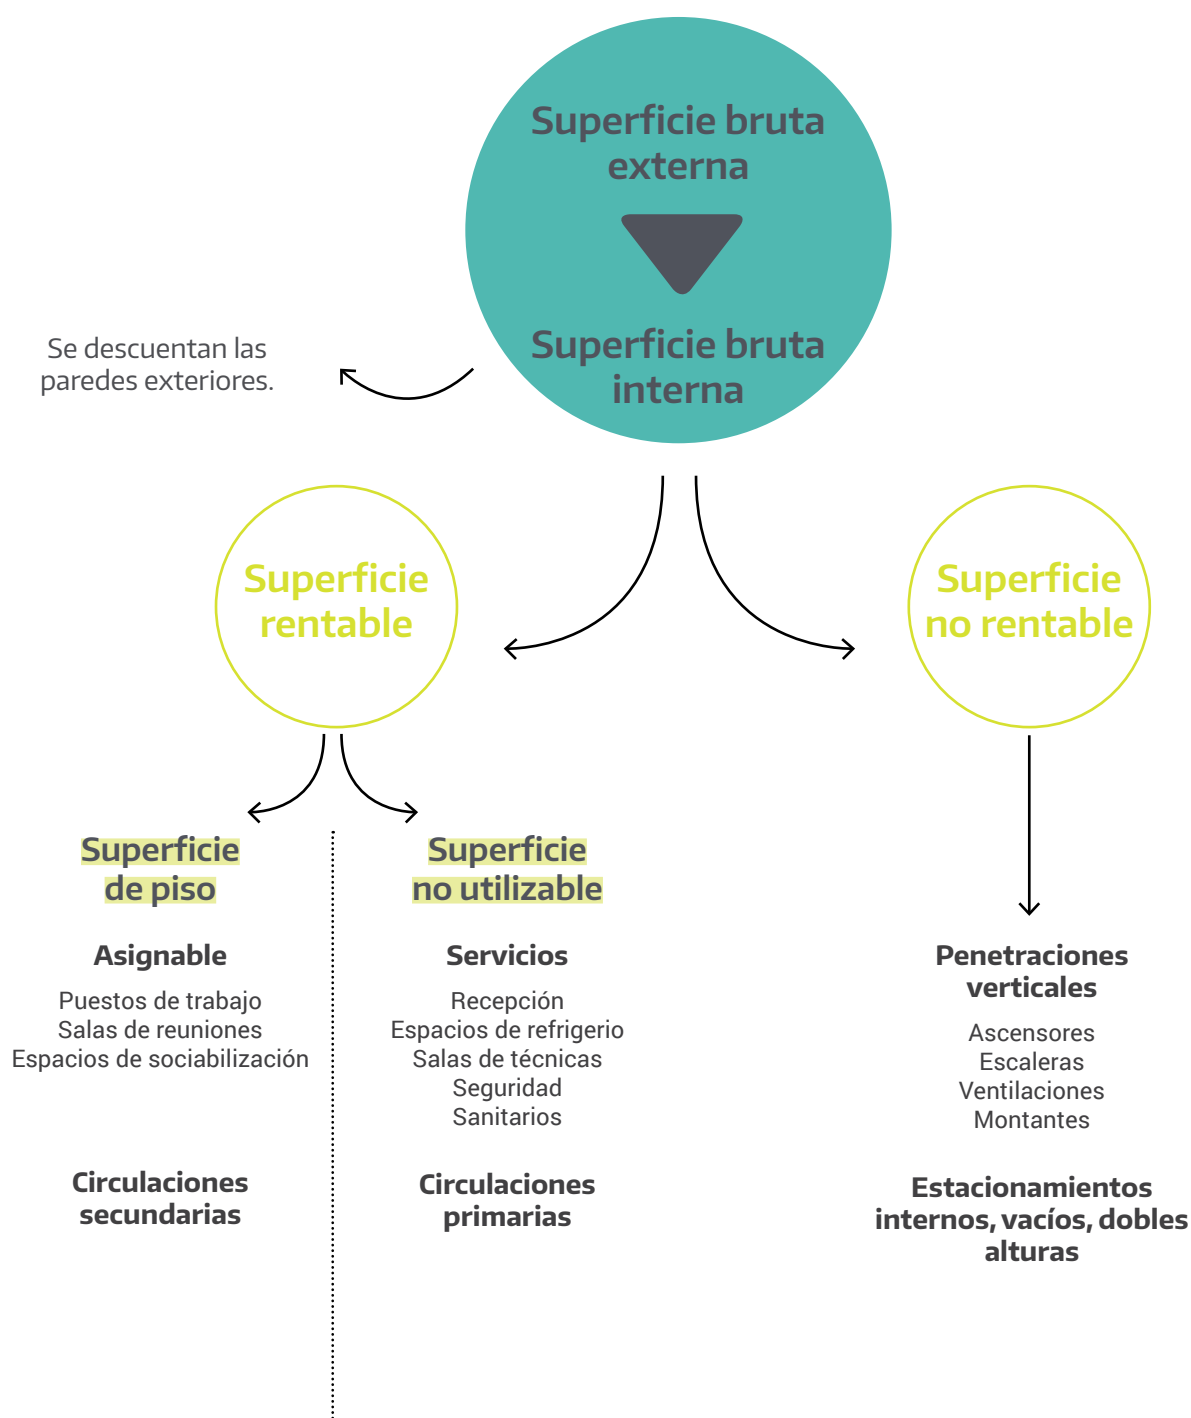 Superficie bruta
externa
Superficie bruta
interna
Se descuentan las
paredes exteriores.
Superficie
rentable
Superficie
no rentable
Superficie
de piso
Asignable
Puestos de trabajo
Salas de reuniones
Espacios de sociabilización
Circulaciones
secundarias
Superficie
no utilizable
Servicios
Recepción
Espacios de refrigerio
Salas de técnicas
Seguridad
Sanitarios
Circulaciones
primarias
Penetraciones
verticales
Ascensores
Escaleras
Ventilaciones
Montantes
Estacionamientos
internos, vacíos, dobles
alturas